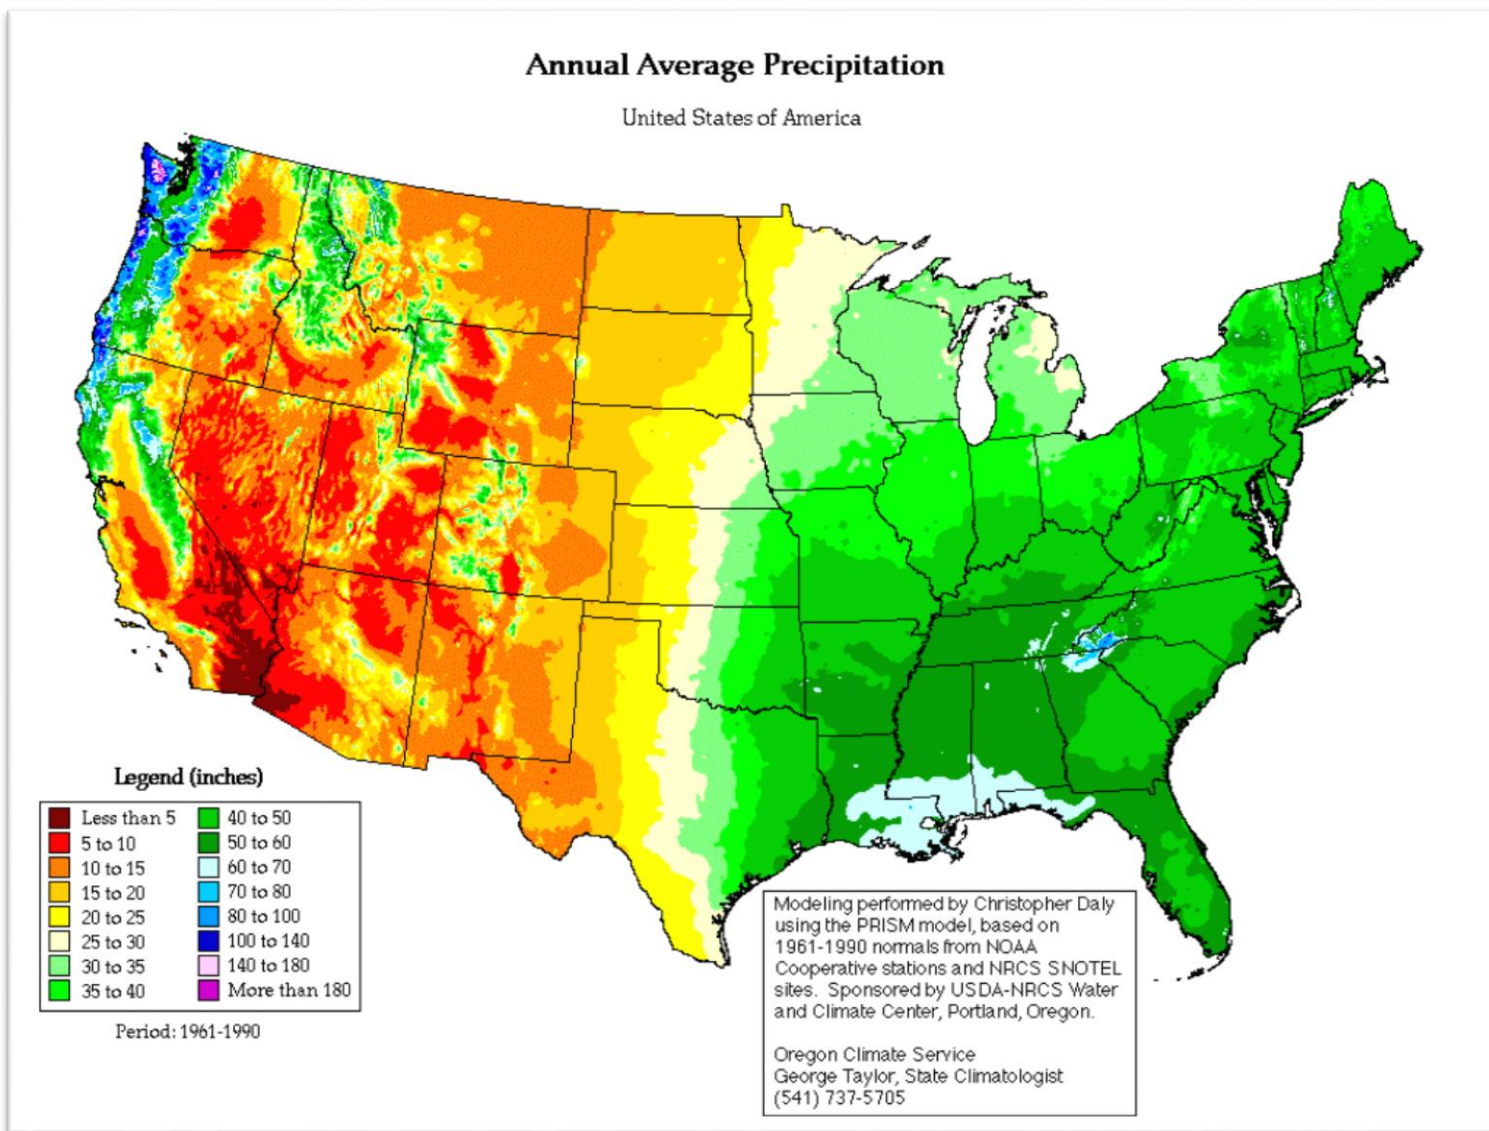 Annual Average Precipitation
United States of America
Legend (inches)
Less than 5
5 to 10
10 to 15
15 to 20
20 to 25
25 to 30
30 to 35
35 to 40
40 to 50
50 to 60
60 to 70
70 to 80
80 to 100
100 to 140
140 to 180
More than 180
Period: 1961-1990
Modeling performed by Christopher Daly
using the PRISM model, based on
1961-1990 normals from NOAA
Cooperative stations and NRCS SNOTEL
sites. Sponsored by USDA-NRCS Water
and Climate Center, Portland, Oregon.
Oregon Climate Service
George Taylor, State Climatologist
(541) 737-5705